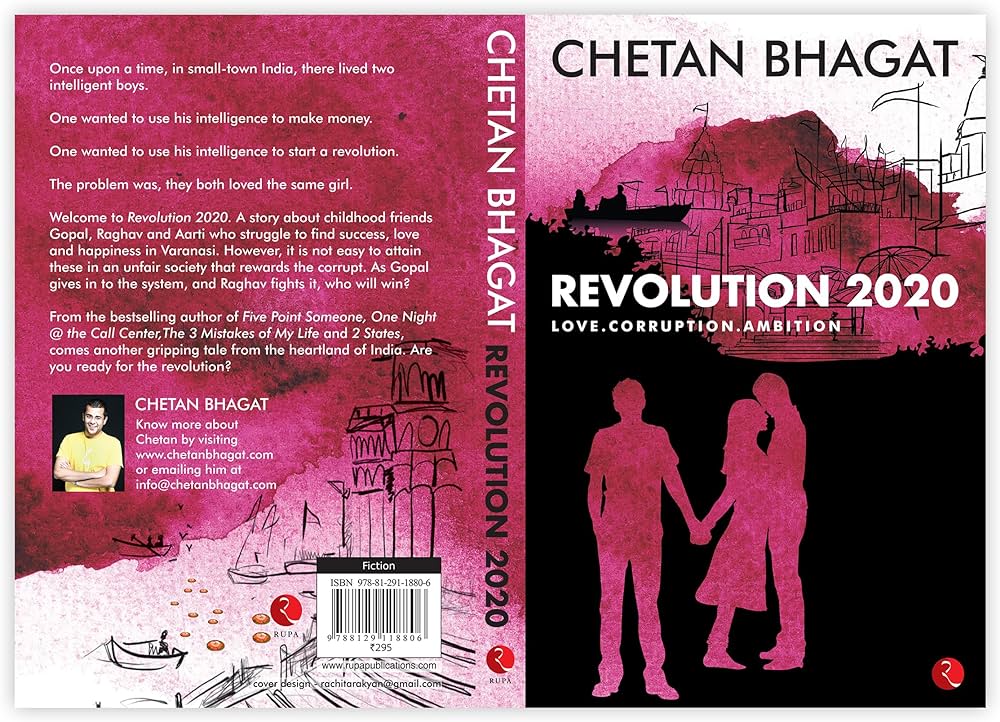 Once upon a time, in small-town India, there lived two
intelligent boys.
One wanted to use his intelligence to make money.
One wanted to use his intelligence to start a revolution.
The problem was, they both loved the same girl.
Welcome to Revolution 2020. A story about childhood friends
Gopal, Raghav and Aarti who struggle to find success, love
and happiness in Varanasi. However, it is not easy to attain
these in an unfair society that rewards the corrupt. As Gopal
gives in to the system, and Raghav fights it, who will win?
From the bestselling author of Five Point Someone, One Night
@ the Call Center,The 3 Mistakes of My Life and 2 States,
comes another gripping tale from the heartland of India. Are
you ready for the revolution?
CHETAN BHAGAT
Know more about
Chetan by visiting
www.chetanbhagat.com
or emailing him at
info@chetanbhagat.com
RUPA
Fiction
ISBN 978-81-291-1880-6
9 788129 118806
₹295
www.rupapublications.com
cover design - rachitarakyan@gmail.com
CHETAN BHAGAT REVOLUTION 2020
RUPA
CHETAN BHAGAT
REVOLUTION 2020
LOVE.CORRUPTION.AMBITION